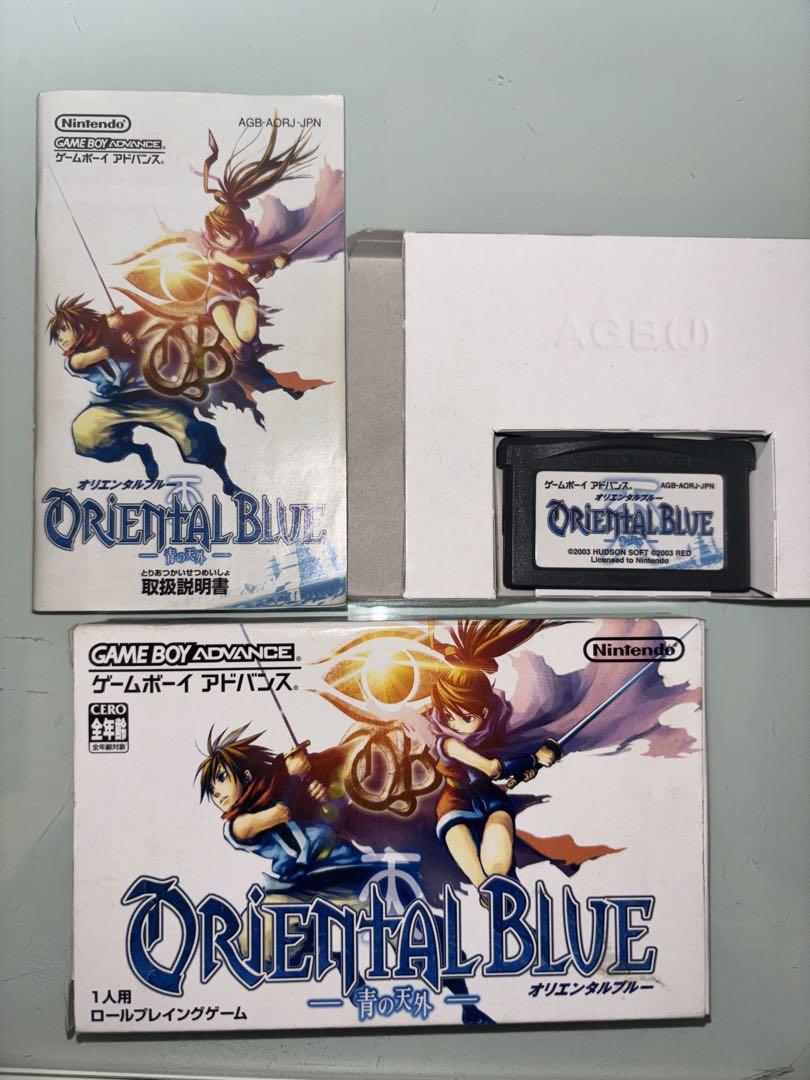 Nintendo
AGB-AORJ-JPN
GAME BOY ADVANCE
ゲームボーイ アドバンス
オリエンタルブルー
ORIENTAL BLUE
青の天外
とりあつかいせつめいしょ
取扱説明書
AGB(J)
ゲームボーイ アドバンス
AGB-AORJ-JPN
オリエンタルブルー
ORIENTAL BLUE
青の天外
©2003 HUDSON SOFT ©2003 RED
Licensed to Nintendo
GAME BOY ADVANCE
Nintendo
ゲームボーイ アドバンス
CERO
全年齢
全年齢対象
OB
ORIENTAL BLUE
青の天外
オリエンタルブルー
1人用
ロールプレイングゲーム